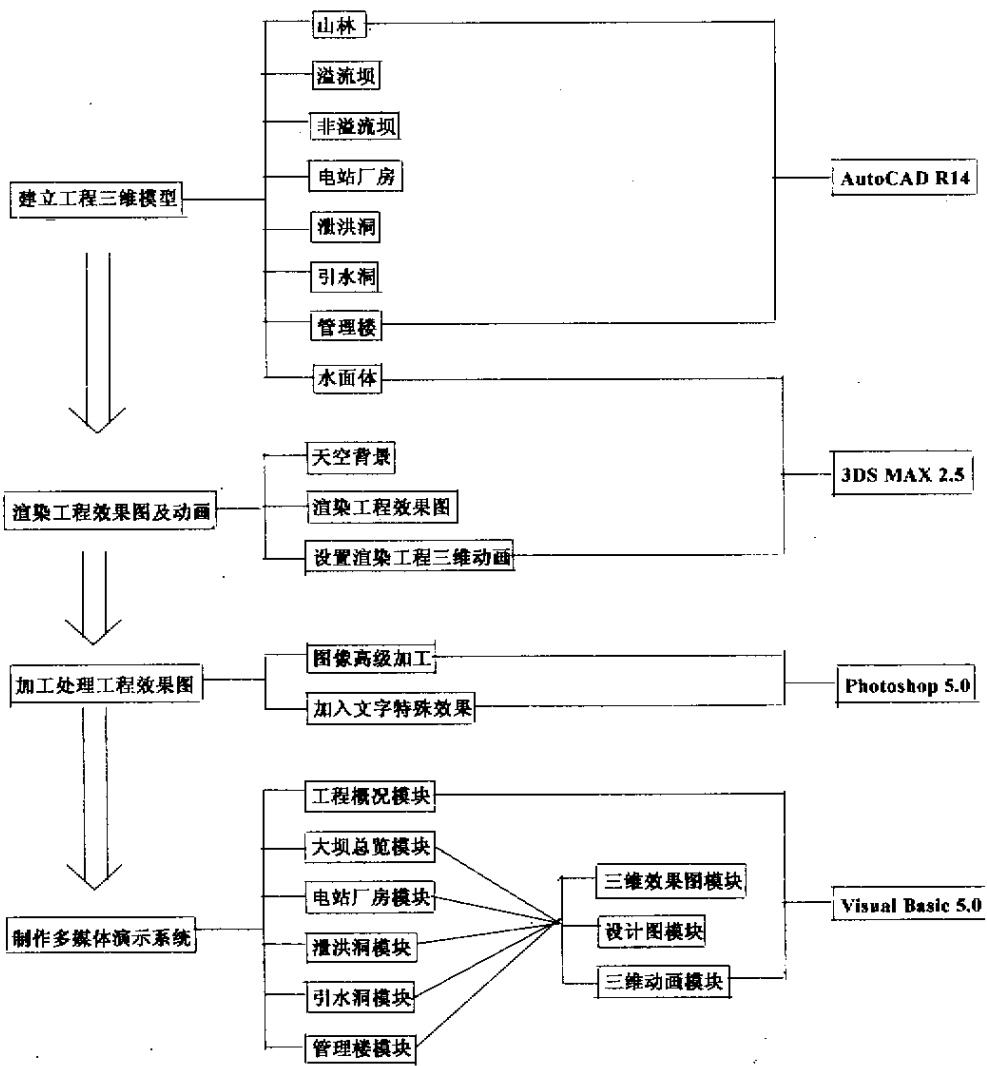 山林
溢流坝
非溢流坝
电站厂房
建立工程三维模型
AutoCAD R14
泄洪洞
引水洞
管理楼
水面体
天空背景
3DS MAX 2.5
渲染工程效果图及动画
渲染工程效果图
设置渲染工程三维动画
图像高级加工
加工处理工程效果图
Photoshop 5.0
加入文字特殊效果
工程概况模块
大坝总览模块
三维效果图模块
电站厂房模块
Visual Basic 5.0
制作多媒体演示系统
设计图模块
泄洪洞模块
三维动画模块
引水洞模块
管理楼模块